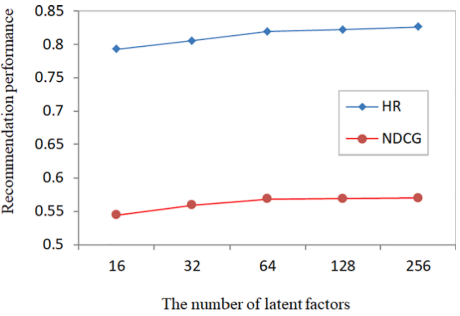 Recommendation performance
0.85
0.8
0.75
0.7
0.65
0.6
0.55
0.5
HR
NDCG
16 32 64 128 256
The number of latent factors